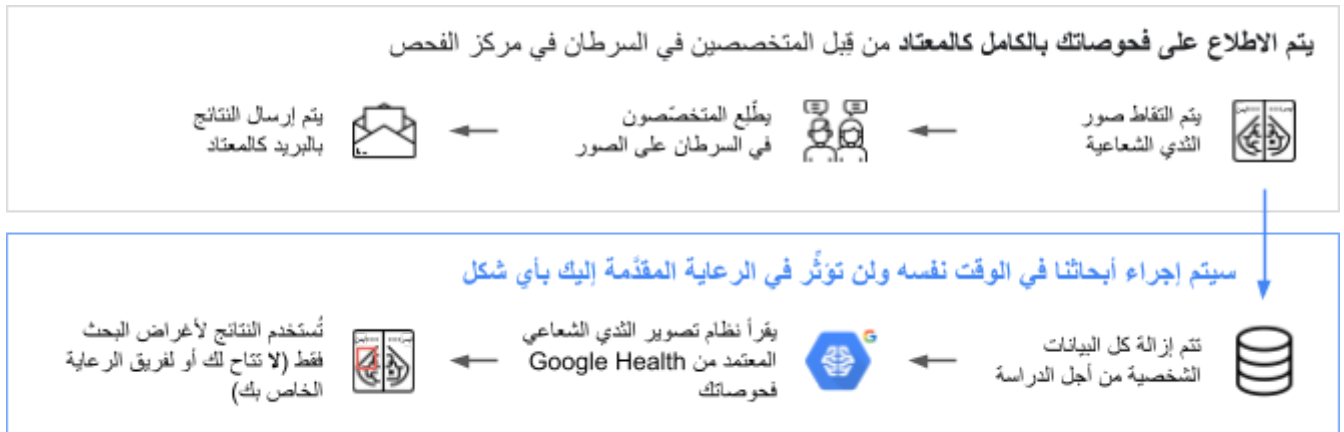 يتم الاطلاع على فحوصاتك بالكامل كالمعتاد من قِبل المتخصصين في السرطان في مركز الفحص
يتم التقاط صور
الثدي الشعاعية
يطّلع المتخصّصون
في السرطان على الصور
يتم إرسال النتائج
بالبريد كالمعتاد
سيتم إجراء أبحاثنا في الوقت نفسه ولن تؤثّر في الرعاية المقدَّمة إليك بأي شكل
تتم إزالة كل البيانات
الشخصية من أجل الدراسة
يقرأ نظام تصوير الثدي الشعاعي
المعتمد من Google Health
فحوصاتك
تُستخدم النتائج لأغراض البحث
فقط (لا تتاح لك أو لفريق الرعاية
الخاص بك)